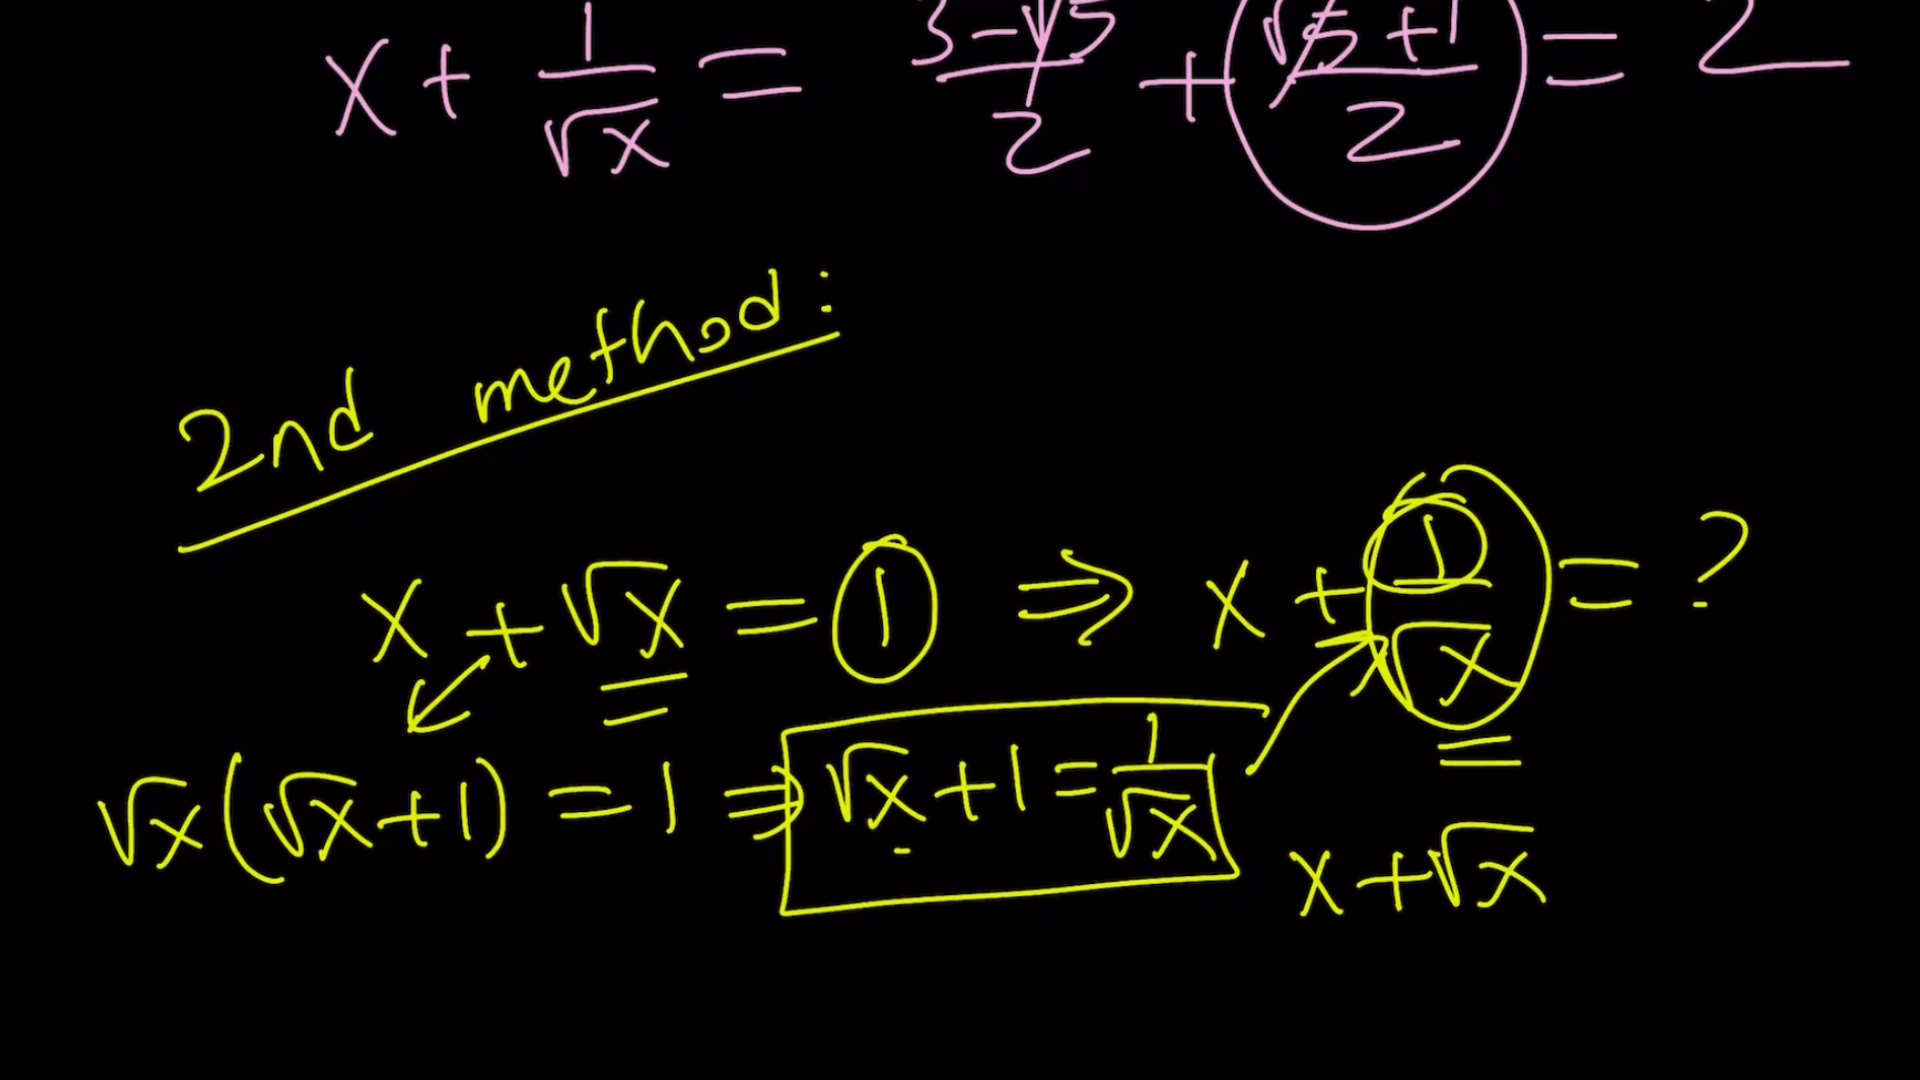 x + 1/√x = (3 − √5)/2 + (√5 + 1)/2 = 2
2nd method:
x + √x = 1 ⇒ x + 1/√x = ?
√x(√x+1) = 1 ⇒ √x + 1 = 1/√x
x + √x